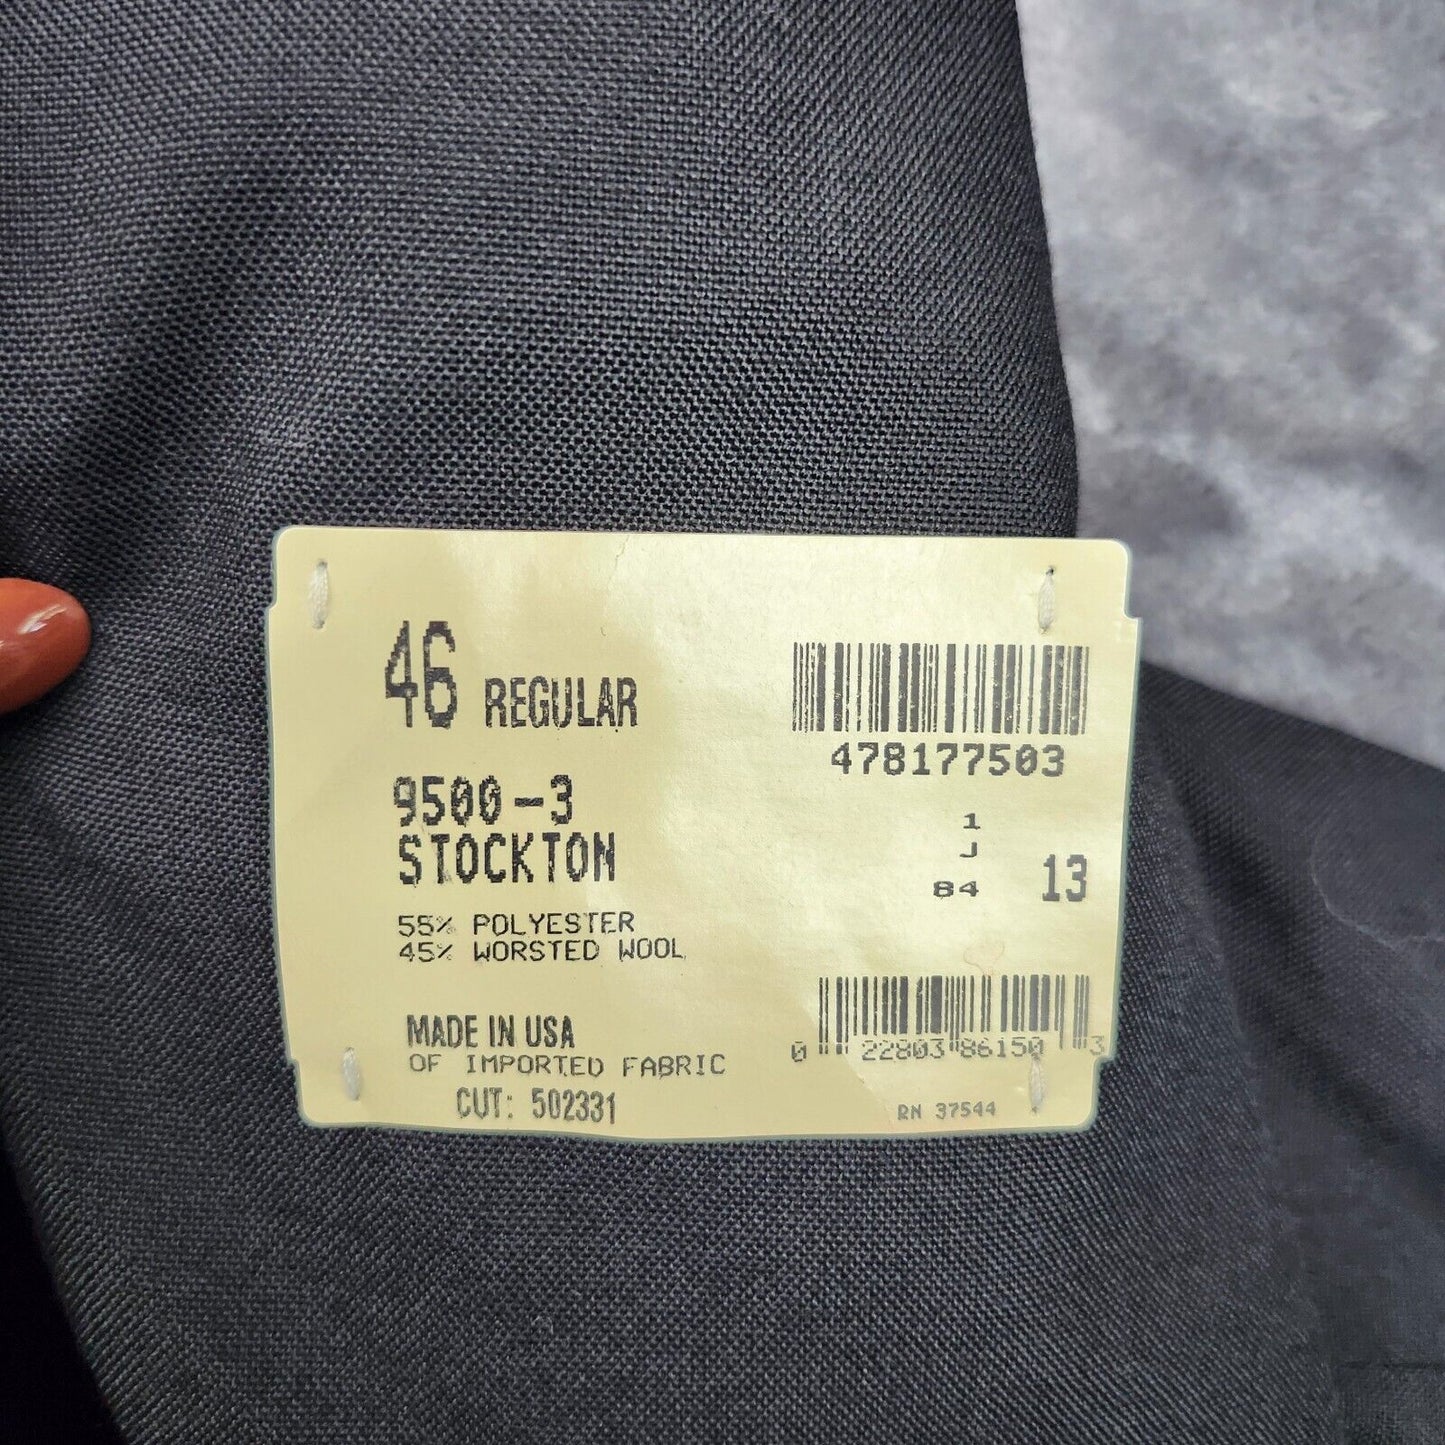 46 REGULAR
478177503
9500-3
STOCKTON
1
J
84 13
55% POLYESTER
45% WORSTED WOOL
MADE IN USA
OF IMPORTED FABRIC
0 22803 86150 3
CUT: 502331
RN 37544